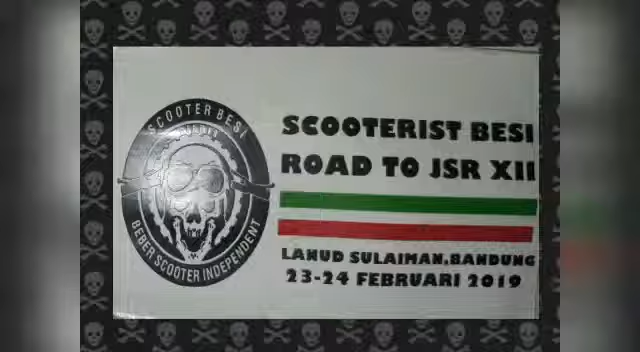 SCOOTER BESI
BEBER SCOOTER INDEPENDENT
SCOOTERIST BESI
ROAD TO JSR XII
LANUD SULAIMAN,BANDUNG
23-24 FEBRUARI 2019